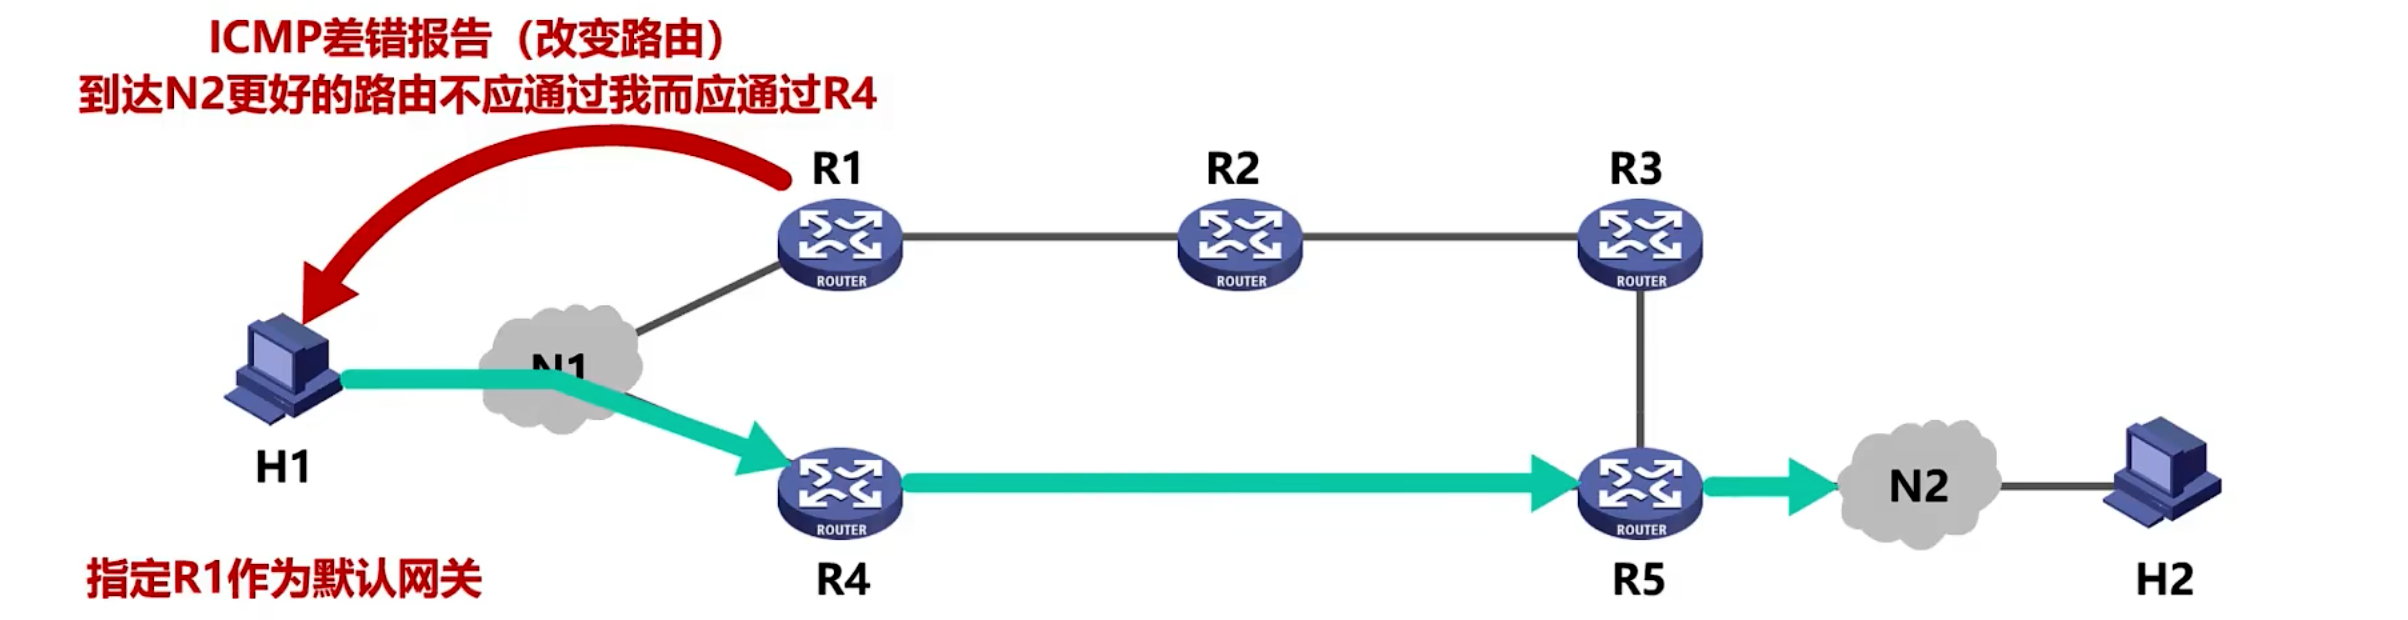 ICMP差错报告（改变路由）
到达N2更好的路由不应通过我而应通过R4
R1
R2
R3
ROUTER
ROUTER
ROUTER
N1
H1
ROUTER
ROUTER
N2
指定R1作为默认网关
R4
R5
H2